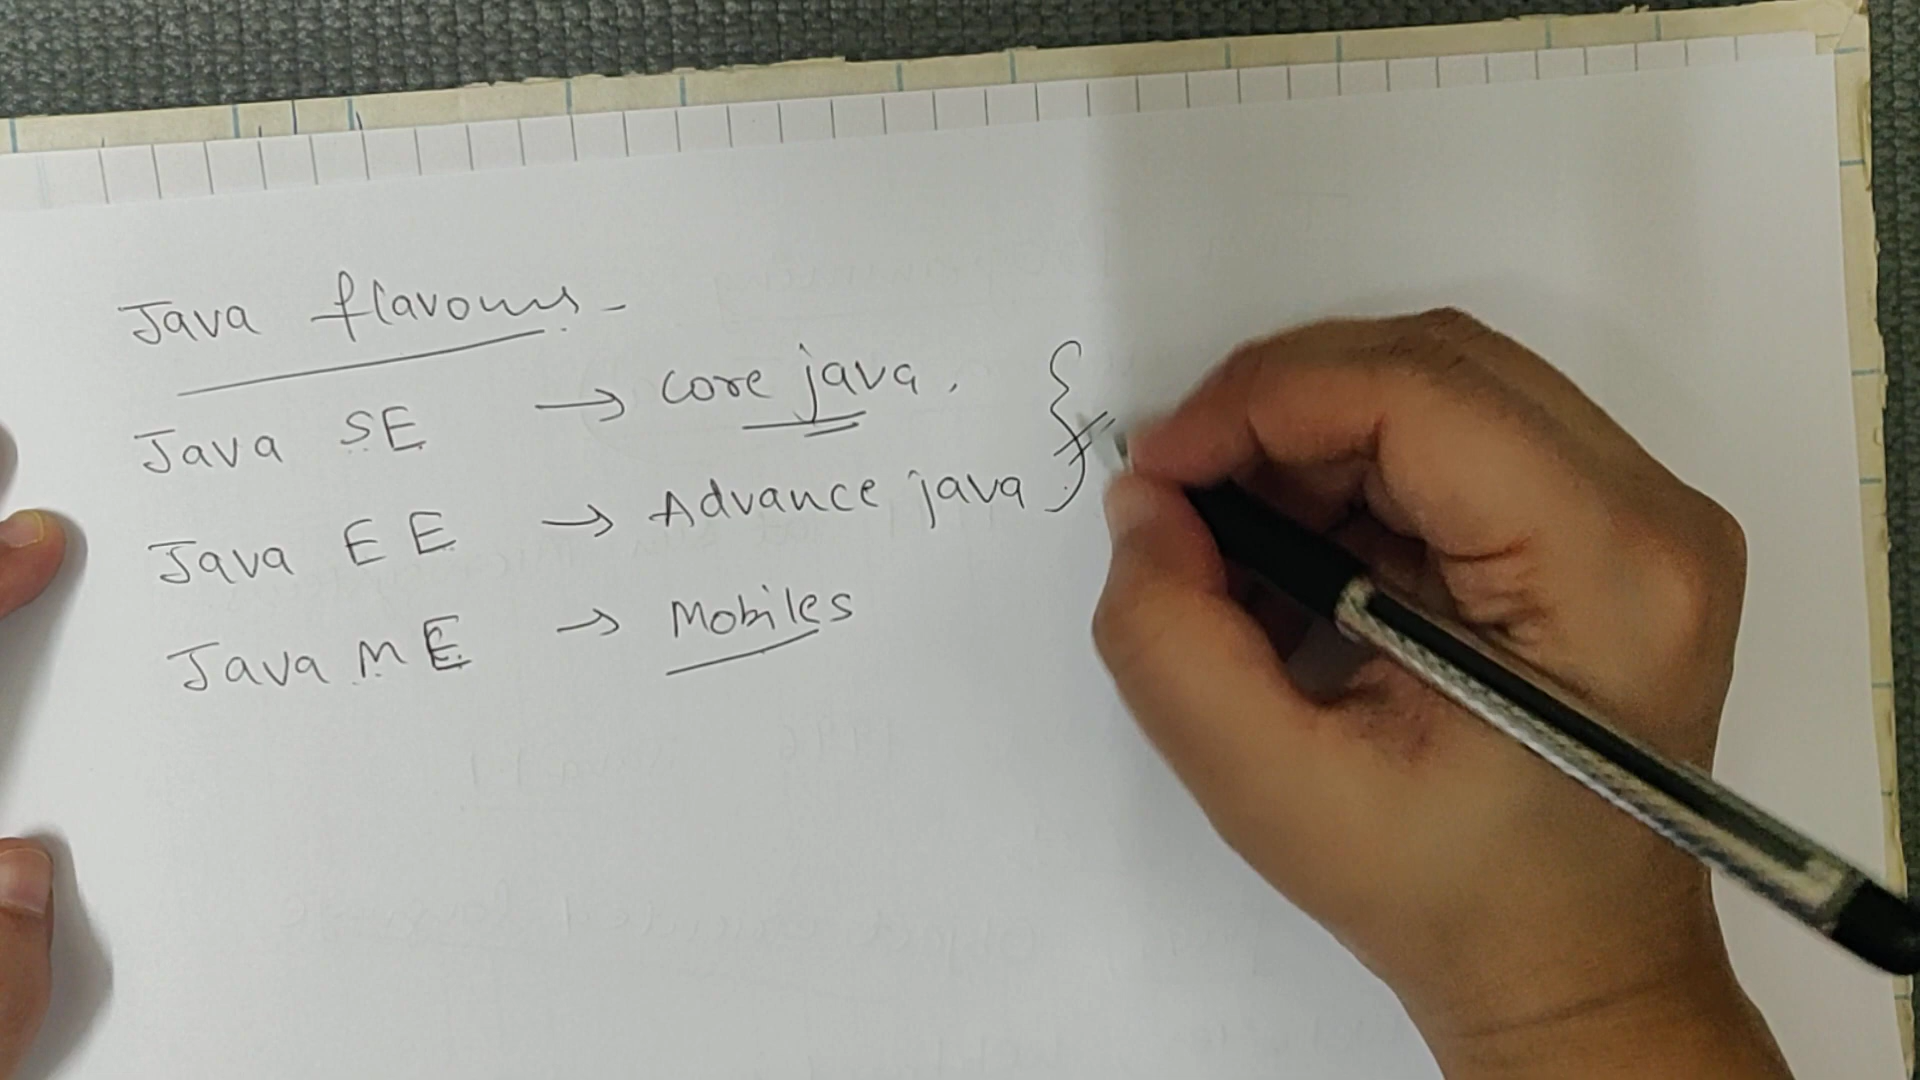 Java flavours -
Java SE → Core java .
Java EE → Advance java }
Java ME → Mobiles